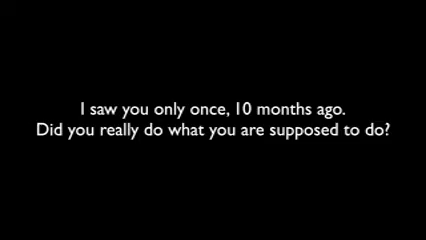 I saw you only once, 10 months ago.
Did you really do what you are supposed to do?